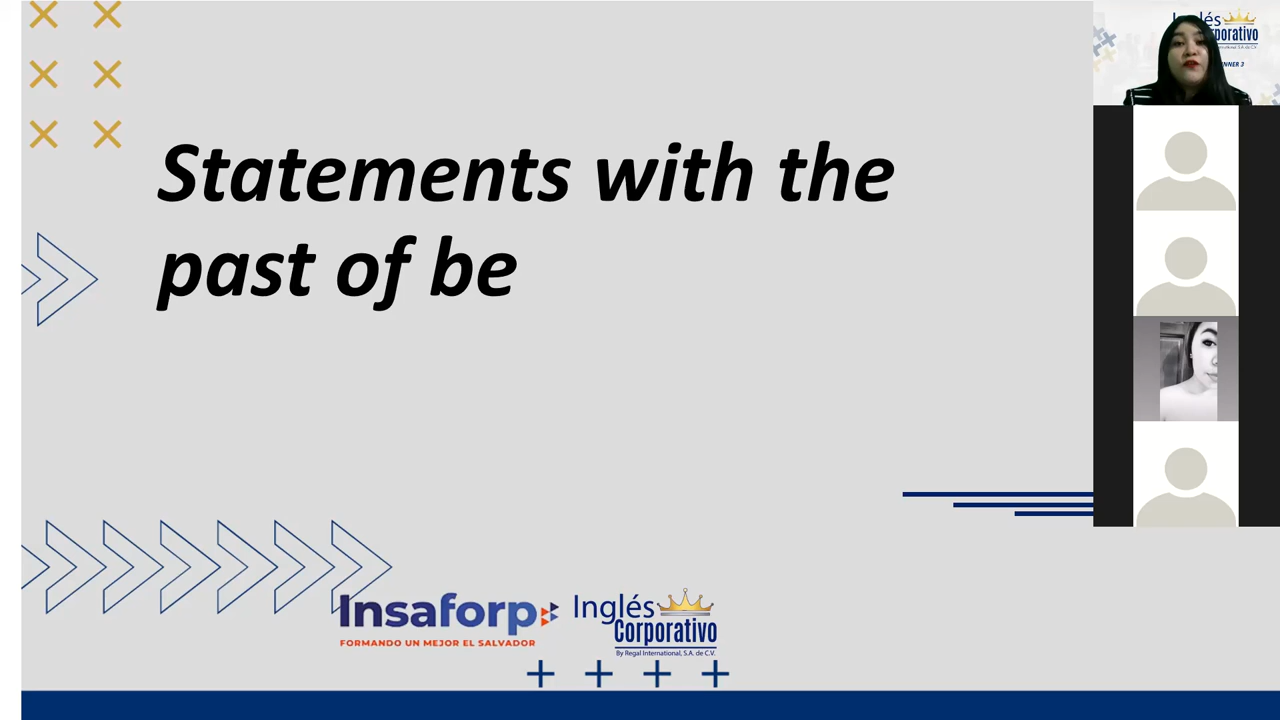 Statements with the
past of be
Insaforp
FORMANDO UN MEJOR EL SALVADOR
Inglés
Corporativo
By Regal International, S.A. de C.V.